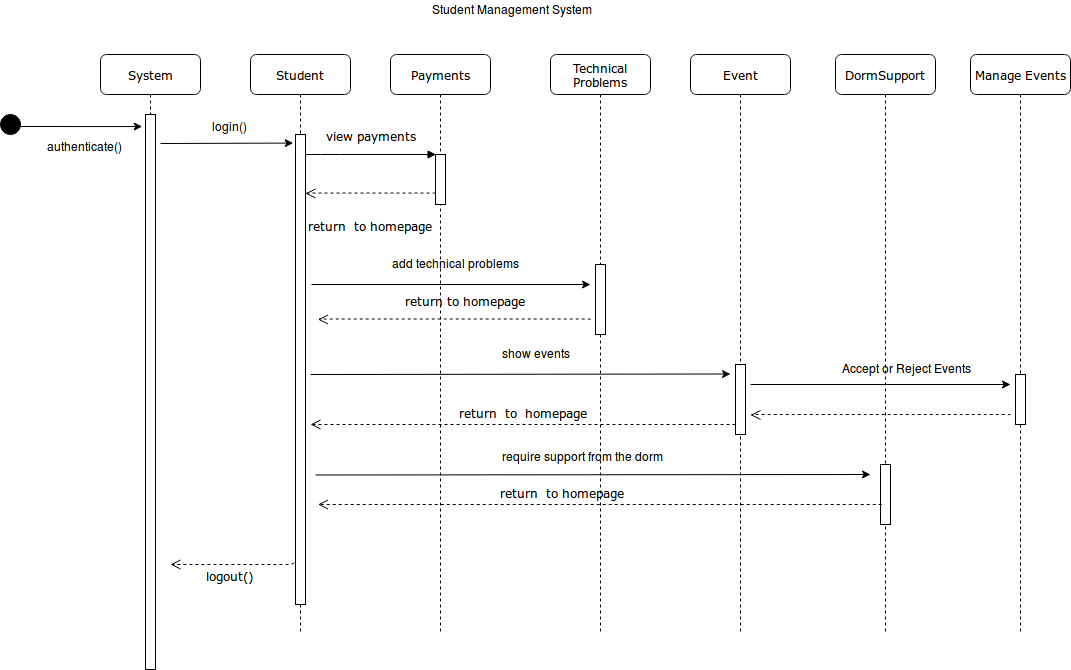 Student Management System
System
Student
Payments
Technical
Problems
Event
DormSupport
Manage Events
authenticate()
login()
view payments
return to homepage
add technical problems
return to homepage
show events
Accept or Reject Events
return to homepage
require support from the dorm
return to homepage
logout()